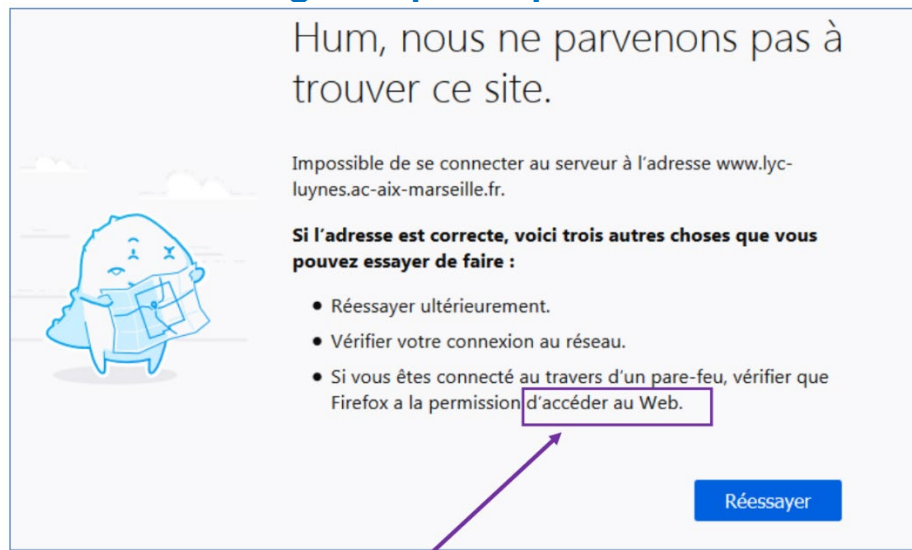 Hum, nous ne parvenons pas à
trouver ce site.
Impossible de se connecter au serveur à l'adresse www.lyc-
luynes.ac-aix-marseille.fr.
Si l'adresse est correcte, voici trois autres choses que vous
pouvez essayer de faire :
• Réessayer ultérieurement.
• Vérifier votre connexion au réseau.
• Si vous êtes connecté au travers d'un pare-feu, vérifier que
Firefox a la permission d'accéder au Web.
Réessayer